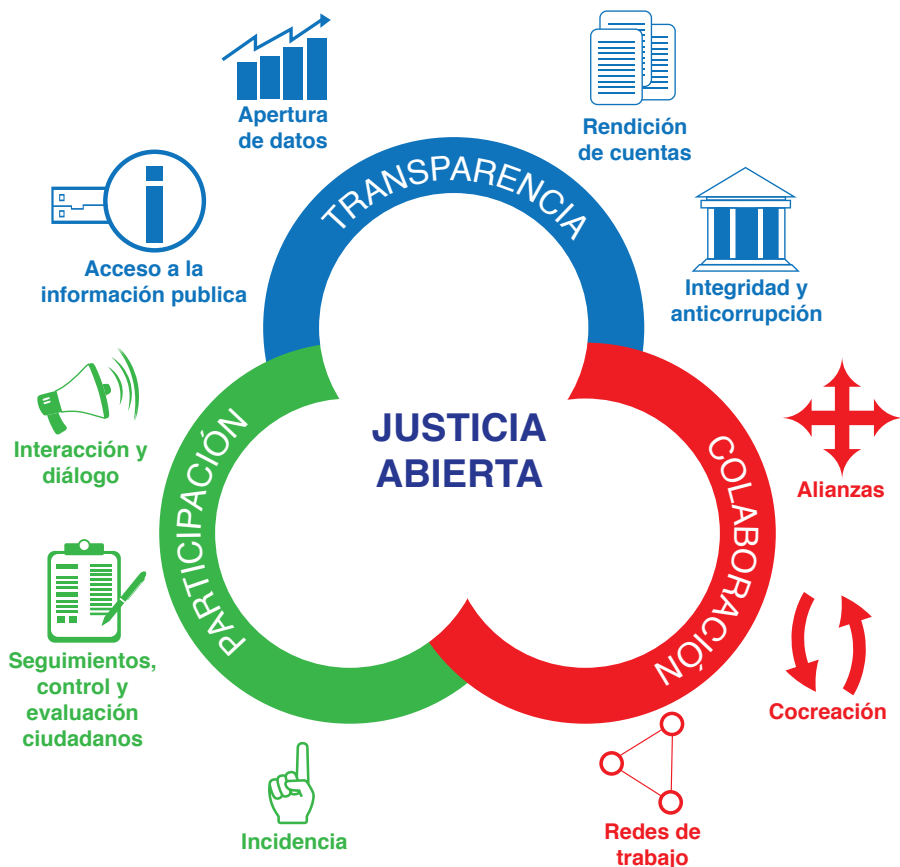 Apertura
de datos
Rendición
de cuentas
Acceso a la
información publica
Integridad y
anticorrupción
TRANSPARENCIA
JUSTICIA
ABIERTA
PARTICIPACIÓN
Interacción y
diálogo
Seguimientos,
control y
evaluación
ciudadanos
Incidencia
COLABORACIÓN
Alianzas
Cocreación
Redes de
trabajo